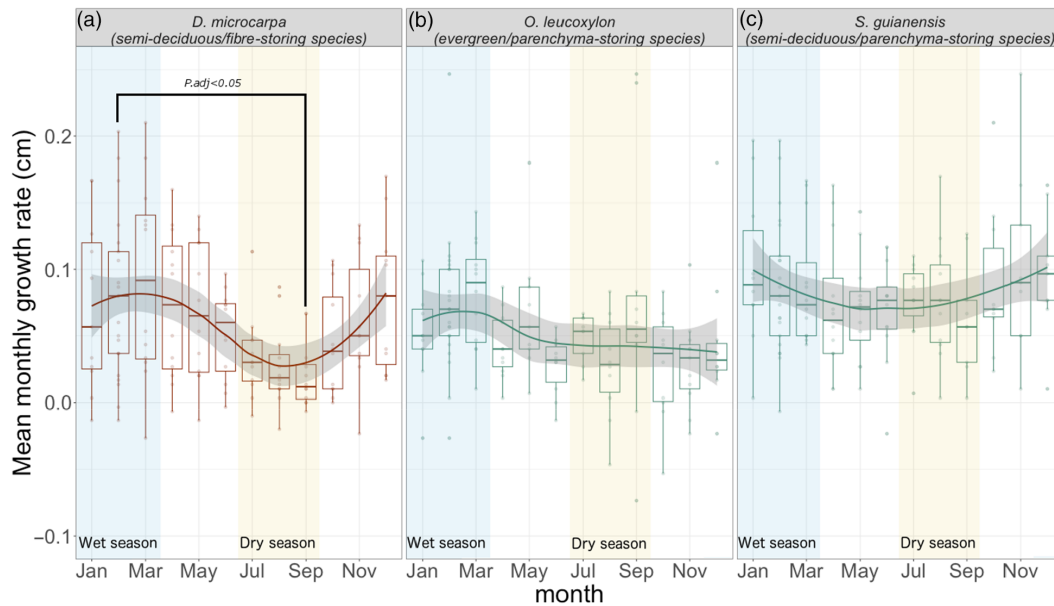 (a)
D. microcarpa
(semi-deciduous/fibre-storing species)
(b)
O. leucoxylon
(evergreen/parenchyma-storing species)
(c)
S. guianensis
(semi-deciduous/parenchyma-storing species)
P.adj<0.05
Mean monthly growth rate (cm)
0.2
0.1
0.0
−0.1
Wet season
Dry season
Wet season
Dry season
Wet season
Dry season
Jan Mar May Jul Sep Nov
Jan Mar May Jul Sep Nov
Jan Mar May Jul Sep Nov
month